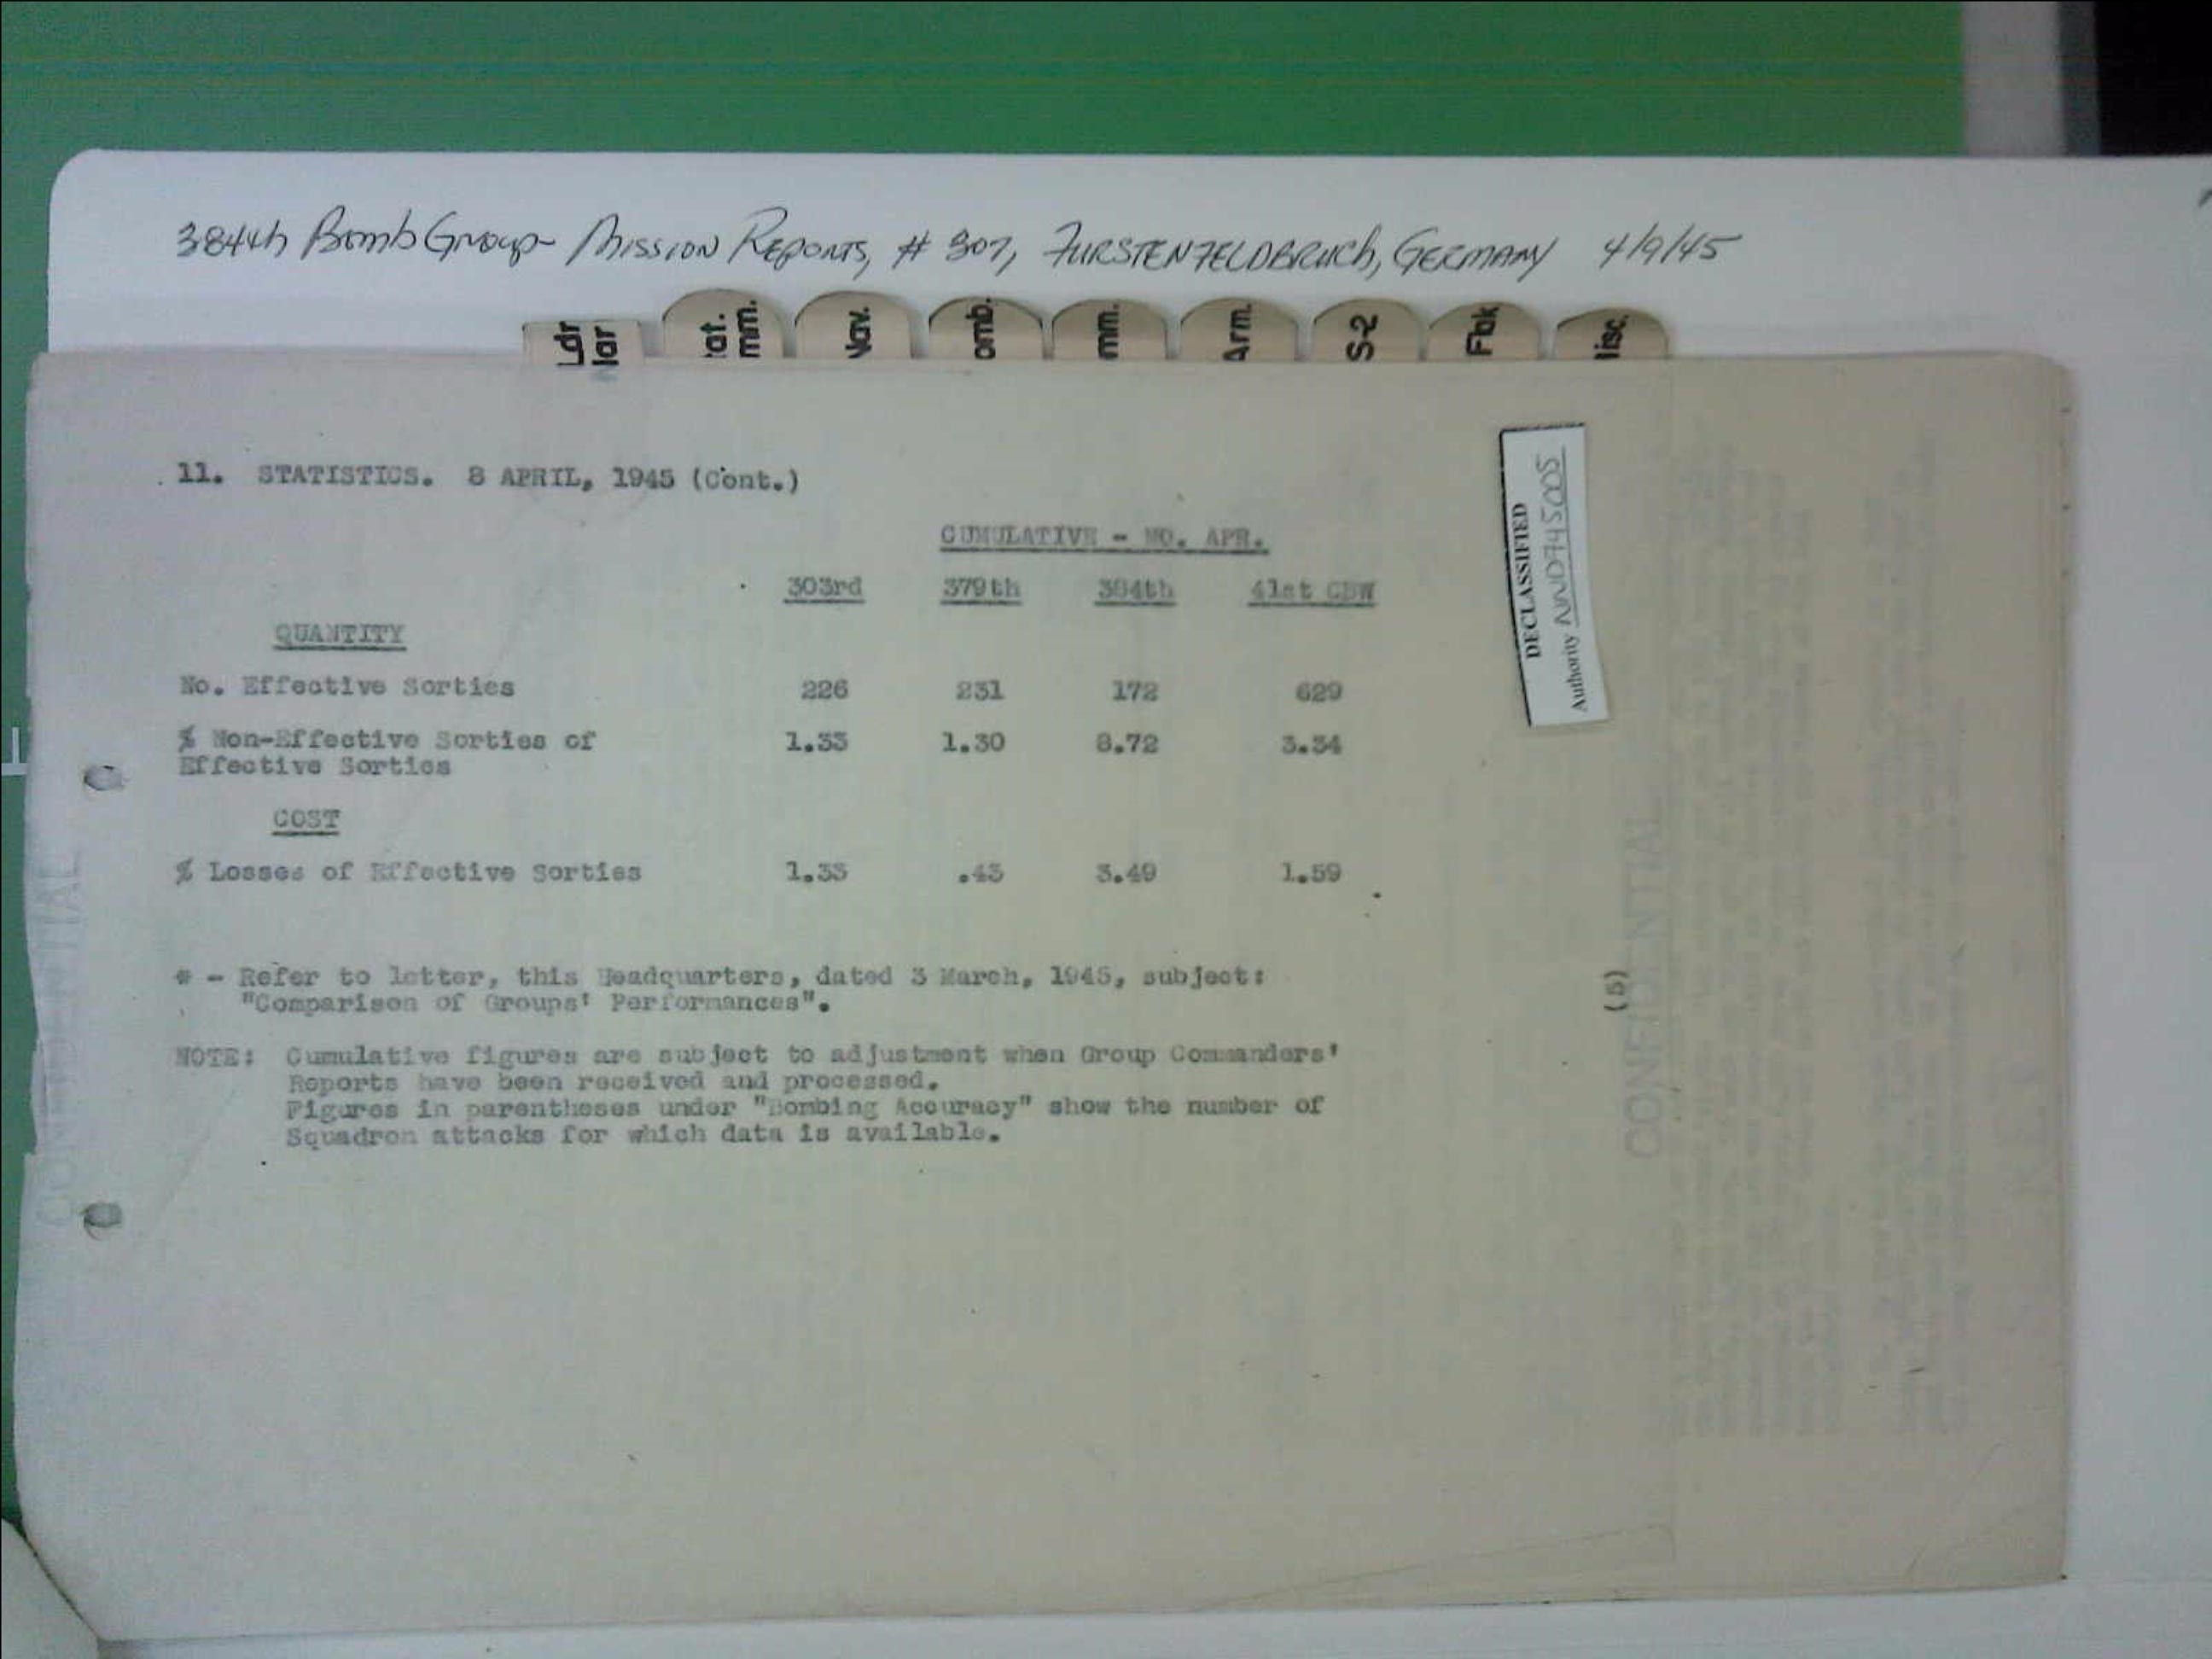 384th Bomb Group - Mission Reports, # 307, FURSTENFELDBRUCH, GERMANY 4/9/45
Ldr
Nar
tat.
mm.
Nav.
omb.
mm.
Arm.
S-2
Flak
lisc.
11. STATISTICS. 8 APRIL, 1945 (Cont.)
CUMULATIVE - MO. APR.
303rd 379th 384th 41st CBW
QUANTITY
No. Effective Sorties 226 231 172 629
% Non-Effective Sorties of 1.33 1.30 8.72 3.34
Effective Sorties
COST
% Losses of Effective Sorties 1.33 .43 3.49 1.59
* - Refer to letter, this Headquarters, dated 3 March, 1945, subject:
"Comparison of Groups' Performances".
NOTE: Cumulative figures are subject to adjustment when Group Commanders'
Reports have been received and processed.
Figures in parentheses under "Bombing Accuracy" show the number of
Squadron attacks for which data is available.
DECLASSIFIED
Authority NND745005
(5)
CONFIDENTIAL
CONFIDENTIAL